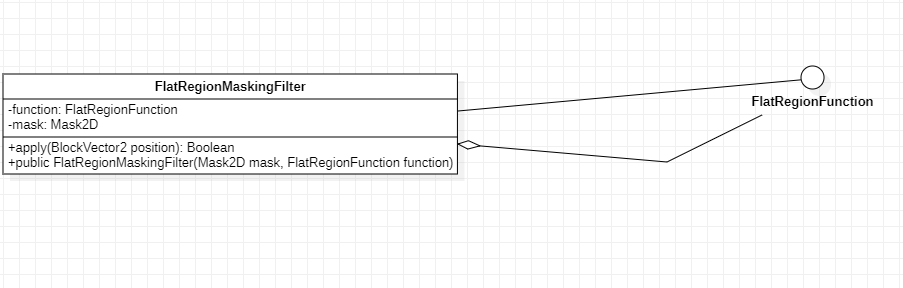 FlatRegionMaskingFilter
-function: FlatRegionFunction
-mask: Mask2D
+apply(BlockVector2 position): Boolean
+public FlatRegionMaskingFilter(Mask2D mask, FlatRegionFunction function)
FlatRegionFunction